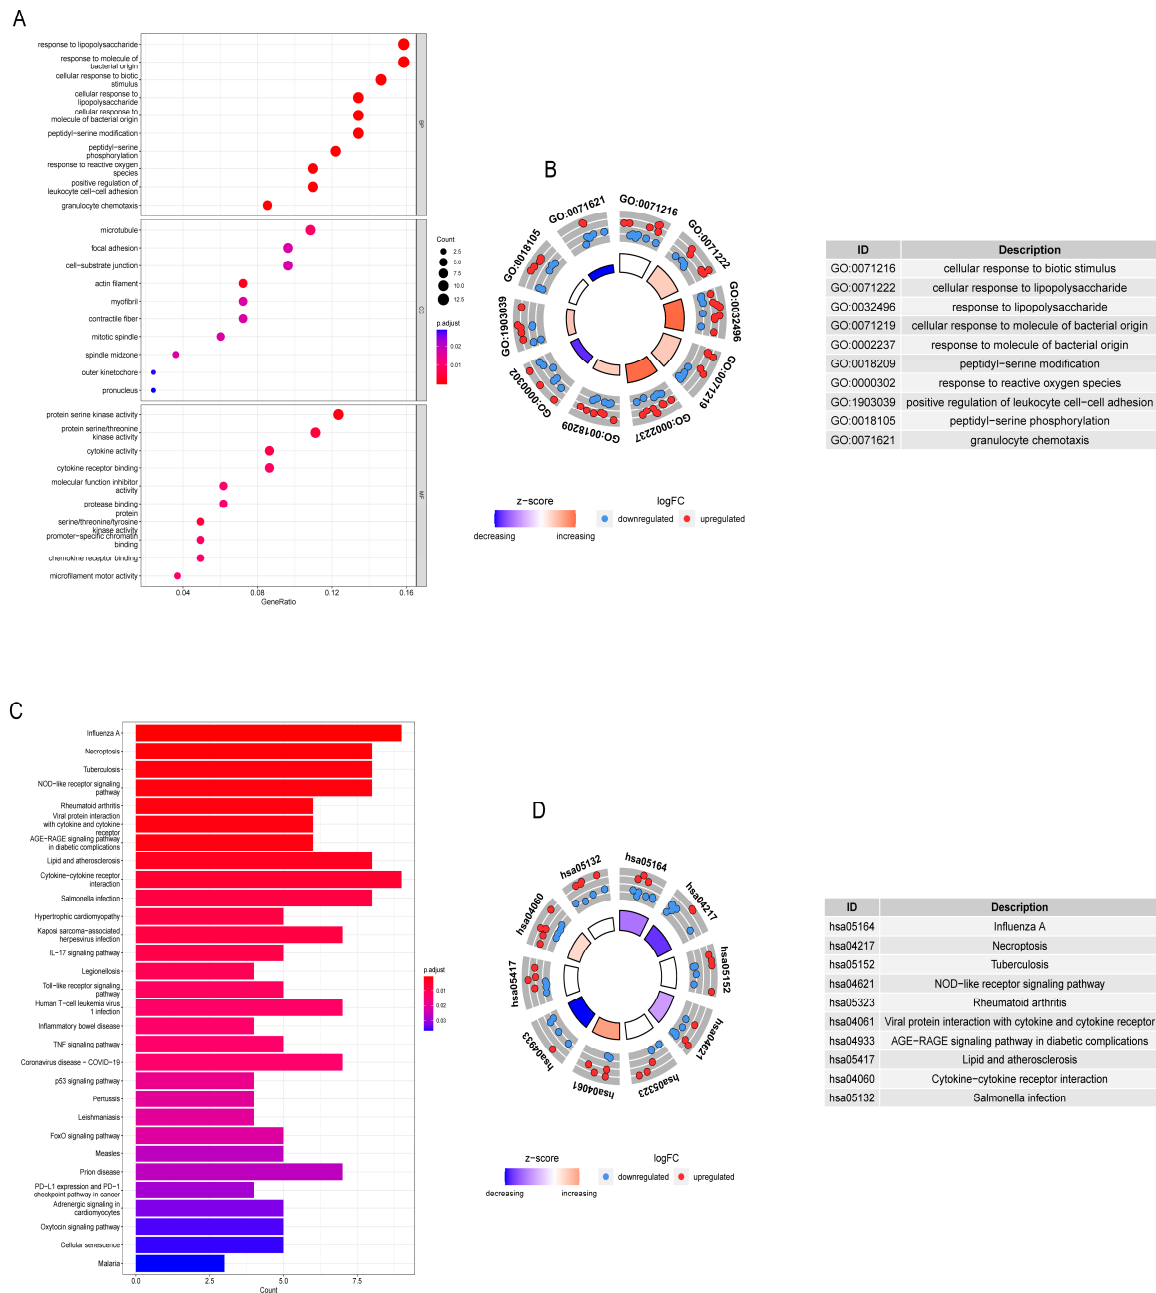 A
response to lipopolysaccharide
response to molecule of
bacterial origin
cellular response to biotic
stimulus
cellular response to
lipopolysaccharide
cellular response to
molecule of bacterial origin
peptidyl−serine modification
peptidyl−serine
phosphorylation
response to reactive oxygen
species
positive regulation of
leukocyte cell−cell adhesion
granulocyte chemotaxis
BP
microtubule
focal adhesion
cell−substrate junction
actin filament
myofibril
contractile fiber
mitotic spindle
spindle midzone
outer kinetochore
pronucleus
CC
protein serine kinase activity
protein serine/threonine
kinase activity
cytokine activity
cytokine receptor binding
molecular function inhibitor
activity
protease binding
protein
serine/threonine/tyrosine
kinase activity
promoter−specific chromatin
binding
chemokine receptor binding
microfilament motor activity
MF
0.04 0.08 0.12 0.16
GeneRatio
Count
2.5
5.0
7.5
10.0
12.5
p.adjust
0.02
0.01
B
GO:0071216
GO:0071222
GO:0032496
GO:0071219
GO:0002237
GO:0018209
GO:0000302
GO:1903039
GO:0018105
GO:0071621
z−score
decreasing increasing
logFC
downregulated upregulated
ID Description
GO:0071216 cellular response to biotic stimulus
GO:0071222 cellular response to lipopolysaccharide
GO:0032496 response to lipopolysaccharide
GO:0071219 cellular response to molecule of bacterial origin
GO:0002237 response to molecule of bacterial origin
GO:0018209 peptidyl−serine modification
GO:0000302 response to reactive oxygen species
GO:1903039 positive regulation of leukocyte cell−cell adhesion
GO:0018105 peptidyl−serine phosphorylation
GO:0071621 granulocyte chemotaxis
C
Influenza A
Necroptosis
Tuberculosis
NOD−like receptor signaling
pathway
Rheumatoid arthritis
Viral protein interaction
with cytokine and cytokine
receptor
AGE−RAGE signaling pathway
in diabetic complications
Lipid and atherosclerosis
Cytokine−cytokine receptor
interaction
Salmonella infection
Hypertrophic cardiomyopathy
Kaposi sarcoma−associated
herpesvirus infection
IL−17 signaling pathway
Legionellosis
Toll−like receptor signaling
pathway
Human T−cell leukemia virus
1 infection
Inflammatory bowel disease
TNF signaling pathway
Coronavirus disease − COVID−19
p53 signaling pathway
Pertussis
Leishmaniasis
FoxO signaling pathway
Measles
Prion disease
PD−L1 expression and PD−1
checkpoint pathway in cancer
Adrenergic signaling in
cardiomyocytes
Oxytocin signaling pathway
Cellular senescence
Malaria
0.0 2.5 5.0 7.5
Count
p.adjust
0.01
0.02
0.03
D
hsa05164
hsa04217
hsa05152
hsa04621
hsa05323
hsa04061
hsa04933
hsa05417
hsa04060
hsa05132
z−score
decreasing increasing
logFC
downregulated upregulated
ID Description
hsa05164 Influenza A
hsa04217 Necroptosis
hsa05152 Tuberculosis
hsa04621 NOD−like receptor signaling pathway
hsa05323 Rheumatoid arthritis
hsa04061 Viral protein interaction with cytokine and cytokine receptor
hsa04933 AGE−RAGE signaling pathway in diabetic complications
hsa05417 Lipid and atherosclerosis
hsa04060 Cytokine−cytokine receptor interaction
hsa05132 Salmonella infection